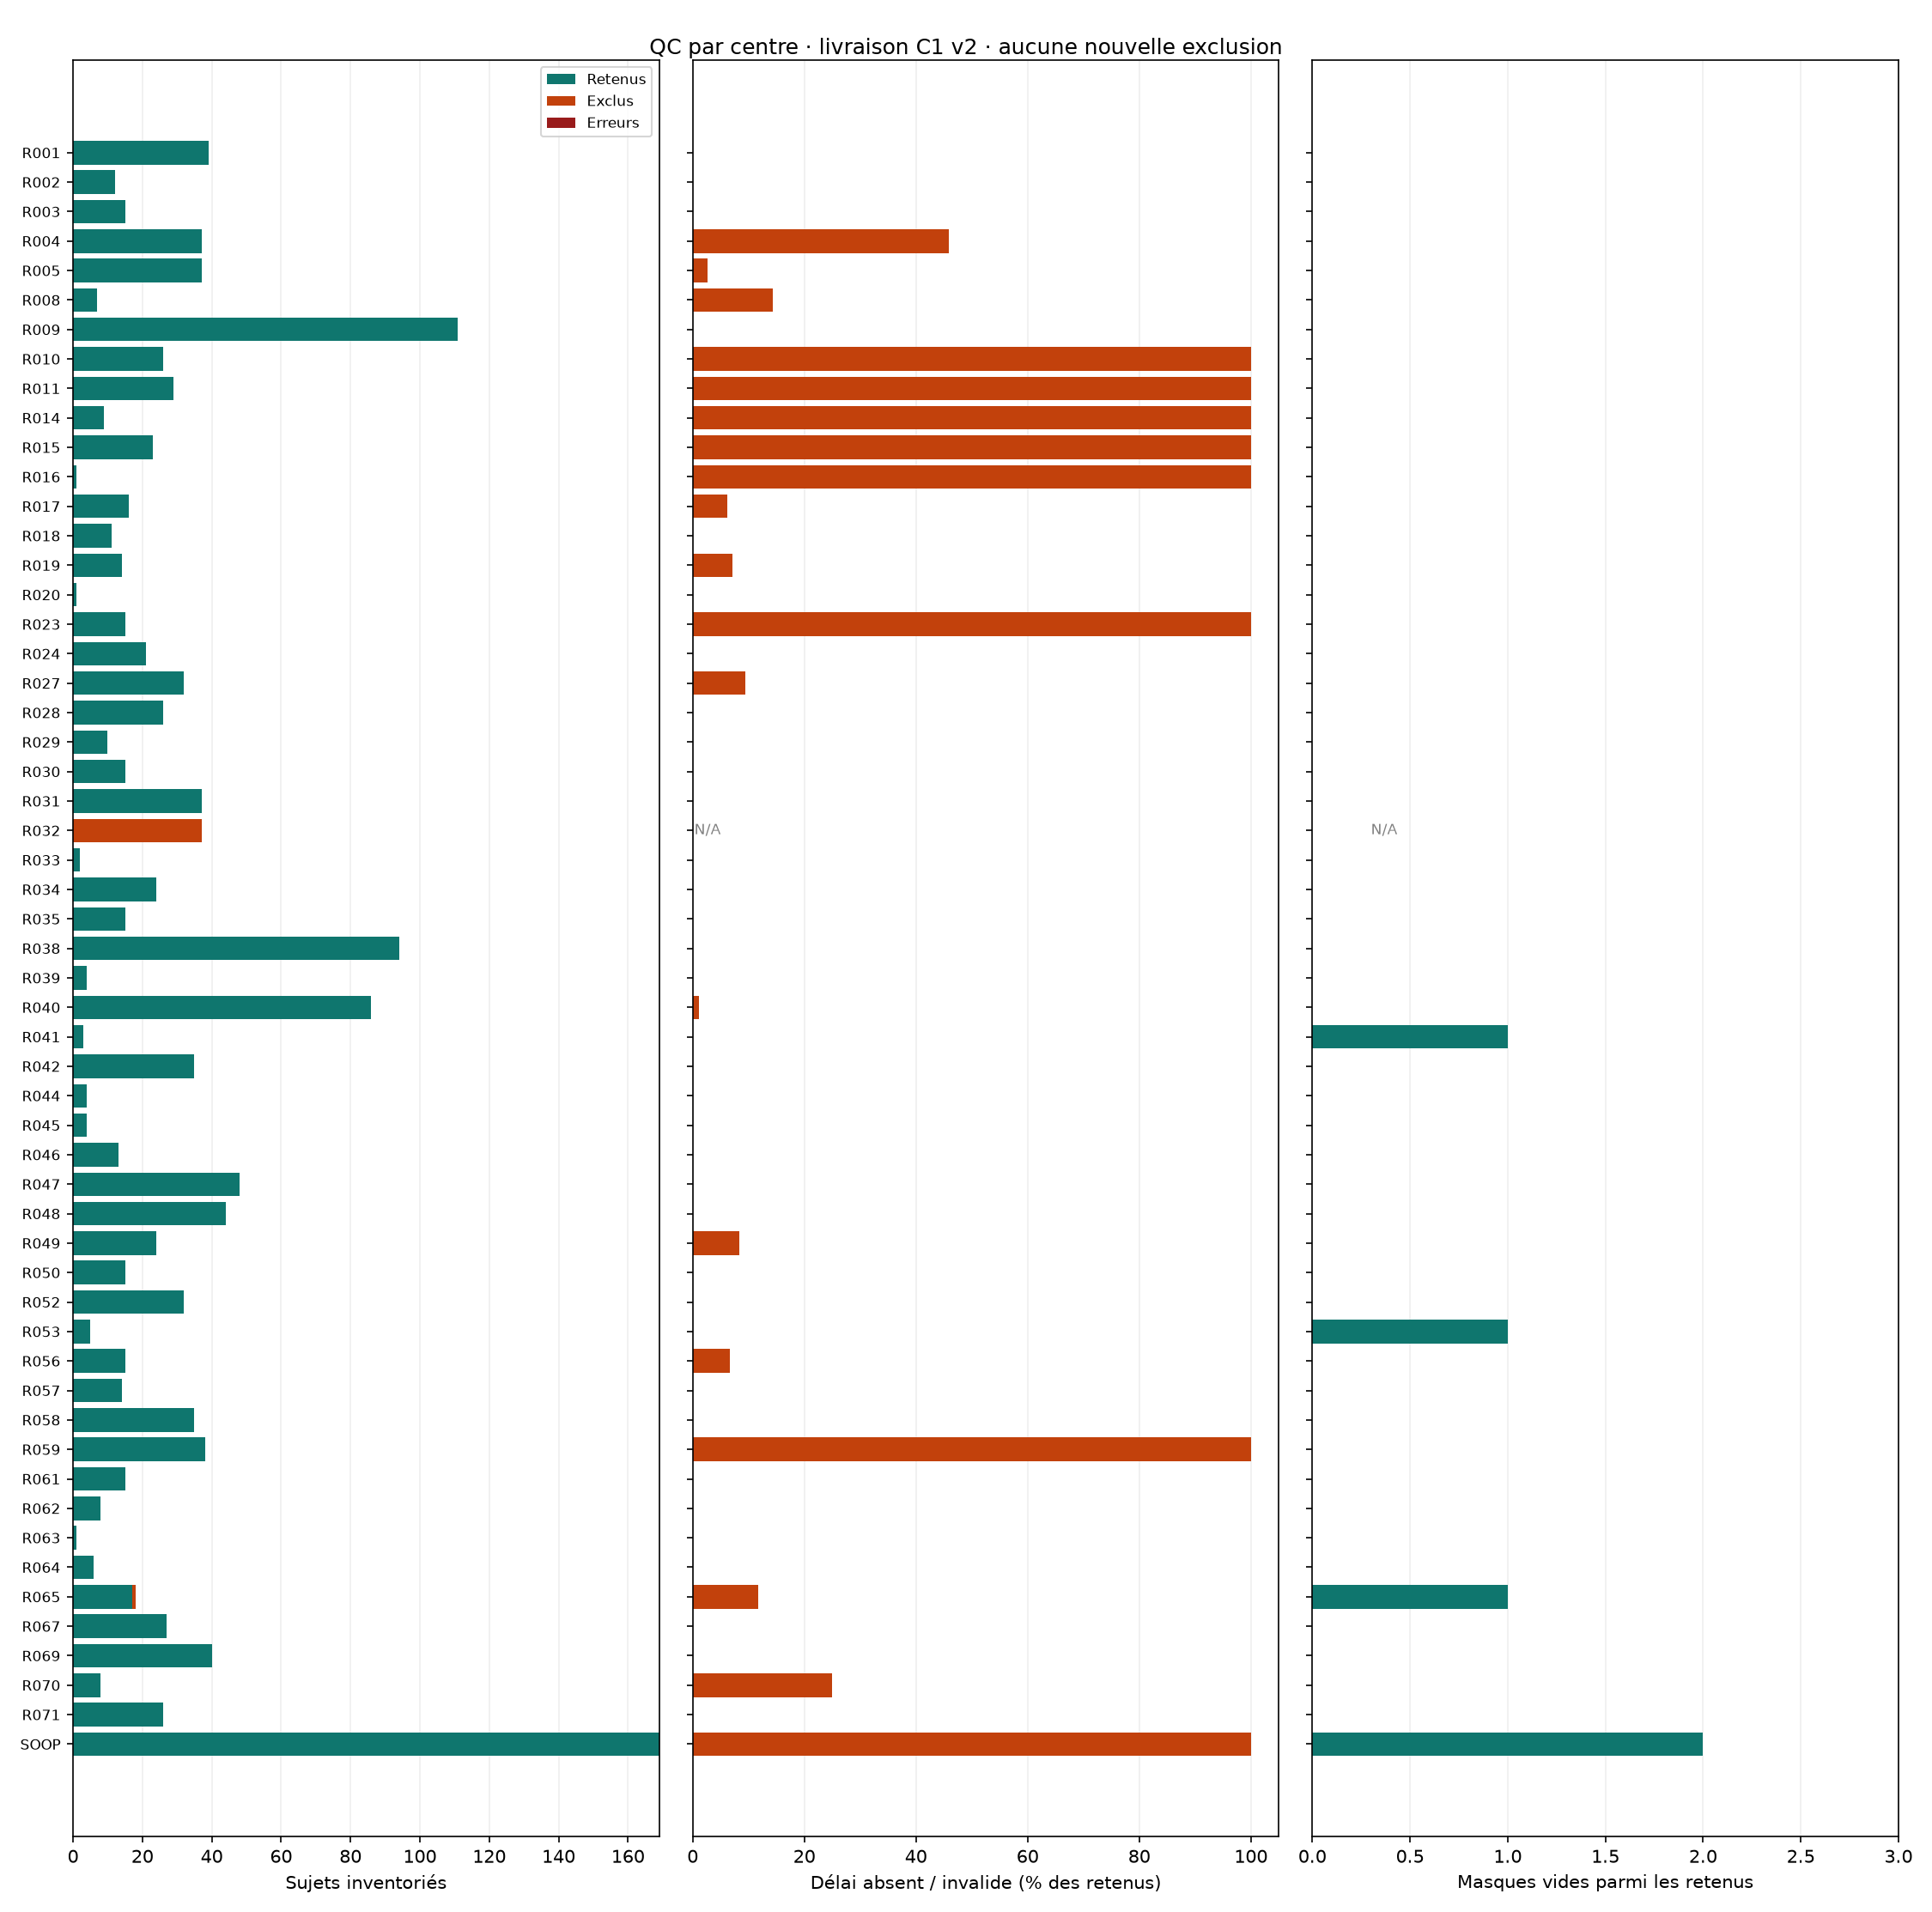 QC par centre · livraison C1 v2 · aucune nouvelle exclusion
Retenus
Exclus
Erreurs
R001
R002
R003
R004
R005
R008
R009
R010
R011
R014
R015
R016
R017
R018
R019
R020
R023
R024
R027
R028
R029
R030
R031
R032
N/A
N/A
R033
R034
R035
R038
R039
R040
R041
R042
R044
R045
R046
R047
R048
R049
R050
R052
R053
R056
R057
R058
R059
R061
R062
R063
R064
R065
R067
R069
R070
R071
SOOP
0 20 40 60 80 100 120 140 160
Sujets inventoriés
0 20 40 60 80 100
Délai absent / invalide (% des retenus)
0.0 0.5 1.0 1.5 2.0 2.5 3.0
Masques vides parmi les retenus